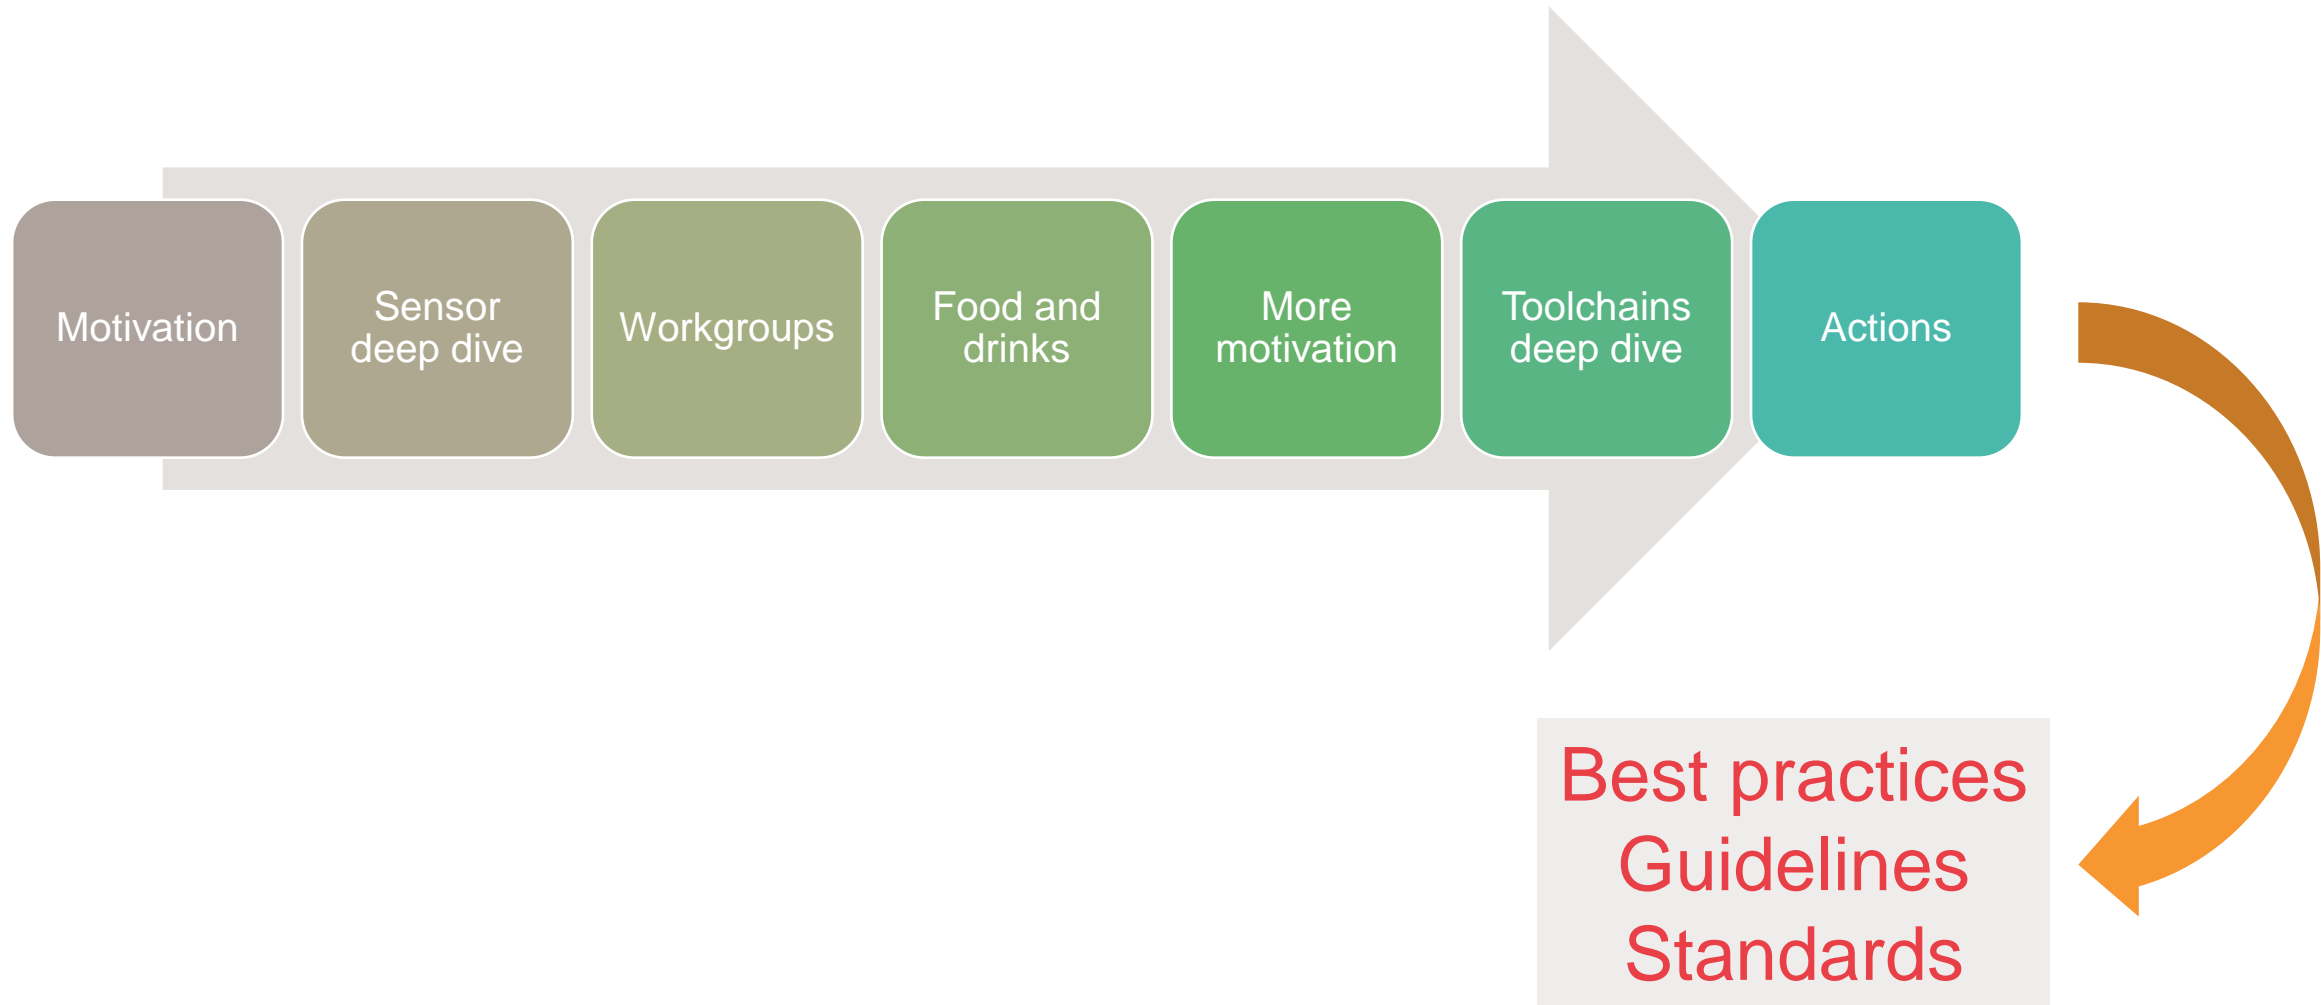 Motivation
Sensor
deep dive
Workgroups
Food and
drinks
More
motivation
Toolchains
deep dive
Actions
Best practices
Guidelines
Standards